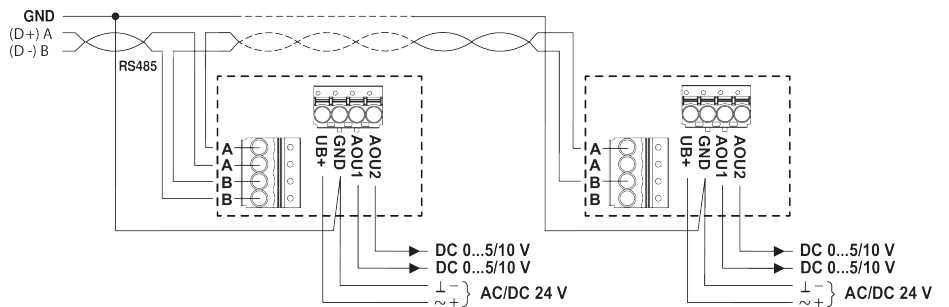 GND
(D+) A
(D -) B
RS485
UB+
GND
AOU1
AOU2
A
A
B
B
DC 0...5/10 V
DC 0...5/10 V
⊥ −
~ +
} AC/DC 24 V
UB+
GND
AOU1
AOU2
A
A
B
B
DC 0...5/10 V
DC 0...5/10 V
⊥ −
~ +
} AC/DC 24 V